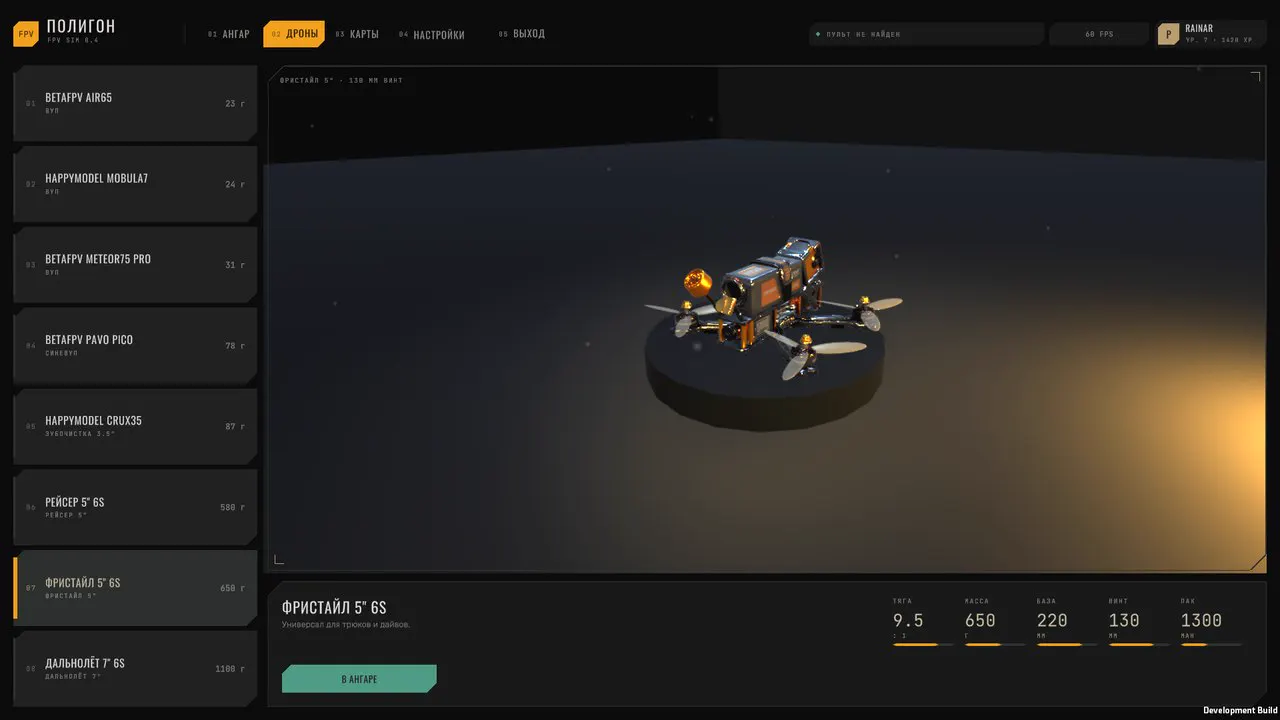 FPV
ПОЛИГОН
FPV SIM 0.4
01 АНГАР
02 ДРОНЫ
03 КАРТЫ
04 НАСТРОЙКИ
05 ВЫХОД
ПУЛЬТ НЕ НАЙДЕН
60 FPS
P
RAINAR
УР. 7 · 1420 XP
01 BETAFPV AIR65 23 г
ВУП
02 HAPPYMODEL MOBULA7 24 г
ВУП
03 BETAFPV METEOR75 PRO 31 г
ВУП
04 BETAFPV PAVO PICO 78 г
СИНЕВУП
05 HAPPYMODEL CRUX35 87 г
ЗУБОЧИСТКА 3.5"
06 РЕЙСЕР 5" 6S 580 г
РЕЙСЕР 5"
07 ФРИСТАЙЛ 5" 6S 650 г
ФРИСТАЙЛ 5"
08 ДАЛЬНОЛЁТ 7" 6S 1100 г
ДАЛЬНОЛЁТ 7"
ФРИСТАЙЛ 5" · 130 ММ ВИНТ
ФРИСТАЙЛ 5" 6S
Универсал для трюков и дайвов.
В АНГАРЕ
ТЯГА МАССА БАЗА ВИНТ ПАК
9.5 650 220 130 1300
: 1 Г ММ ММ МАН
Development Build